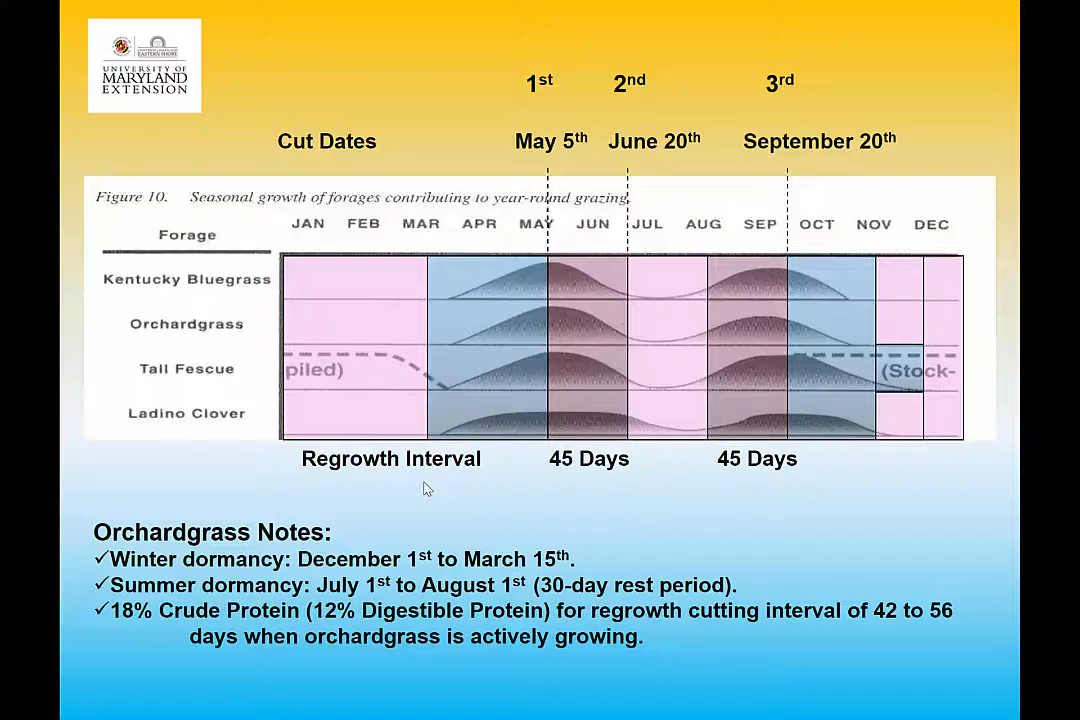 UNIVERSITY OF
EASTERN SHORE
UNIVERSITY OF
MARYLAND
EXTENSION
1st 2nd 3rd
Cut Dates May 5th June 20th September 20th
Figure 10. Seasonal growth of forages contributing to year-round grazing.
JAN FEB MAR APR MAY JUN JUL AUG SEP OCT NOV DEC
Forage
Kentucky Bluegrass
Orchardgrass
Tall Fescue piled) (Stock-
Ladino Clover
Regrowth Interval 45 Days 45 Days
Orchardgrass Notes:
✓Winter dormancy: December 1st to March 15th.
✓Summer dormancy: July 1st to August 1st (30-day rest period).
✓18% Crude Protein (12% Digestible Protein) for regrowth cutting interval of 42 to 56
days when orchardgrass is actively growing.